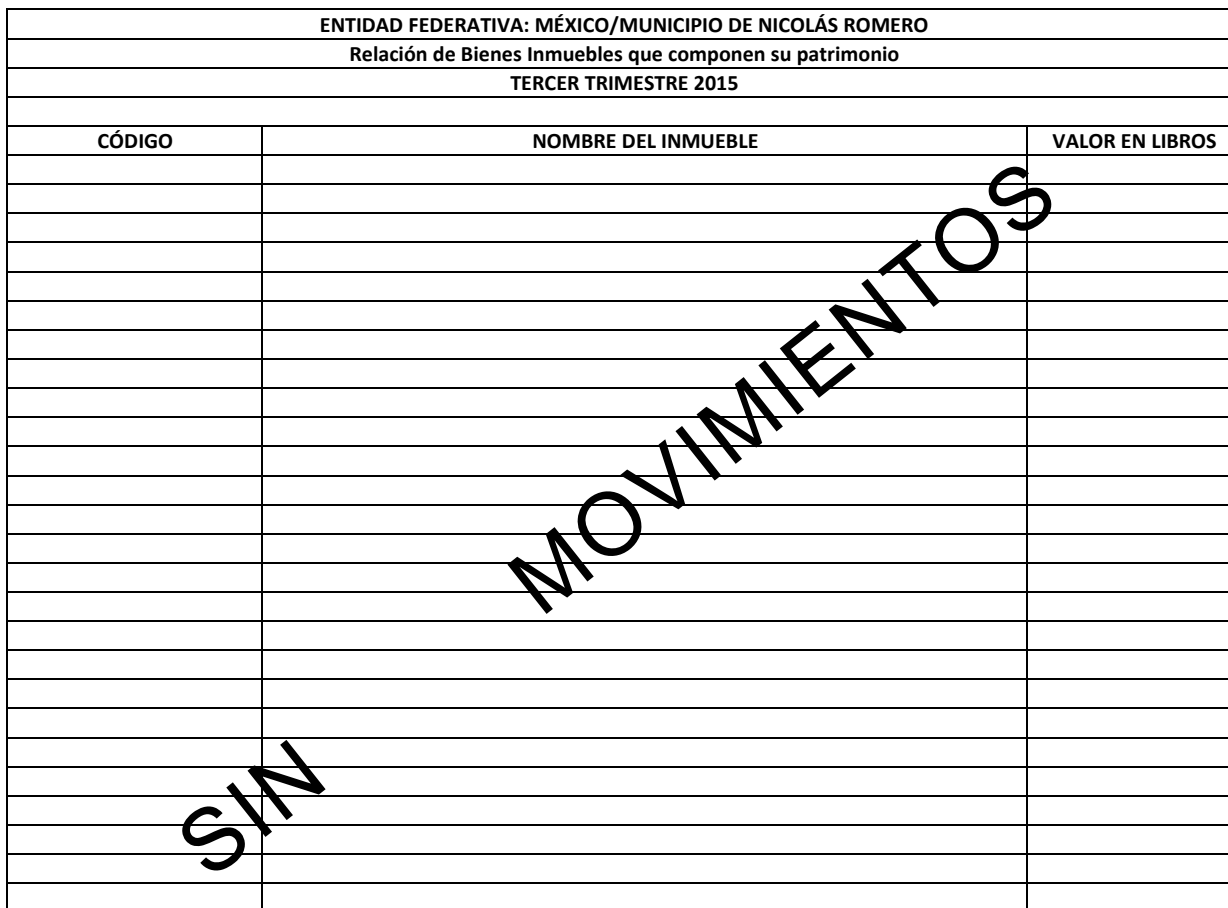 ENTIDAD FEDERATIVA: MÉXICO/MUNICIPIO DE NICOLÁS ROMERO
Relación de Bienes Inmuebles que componen su patrimonio
TERCER TRIMESTRE 2015
CÓDIGO NOMBRE DEL INMUEBLE VALOR EN LIBROS
SIN MOVIMIENTOS